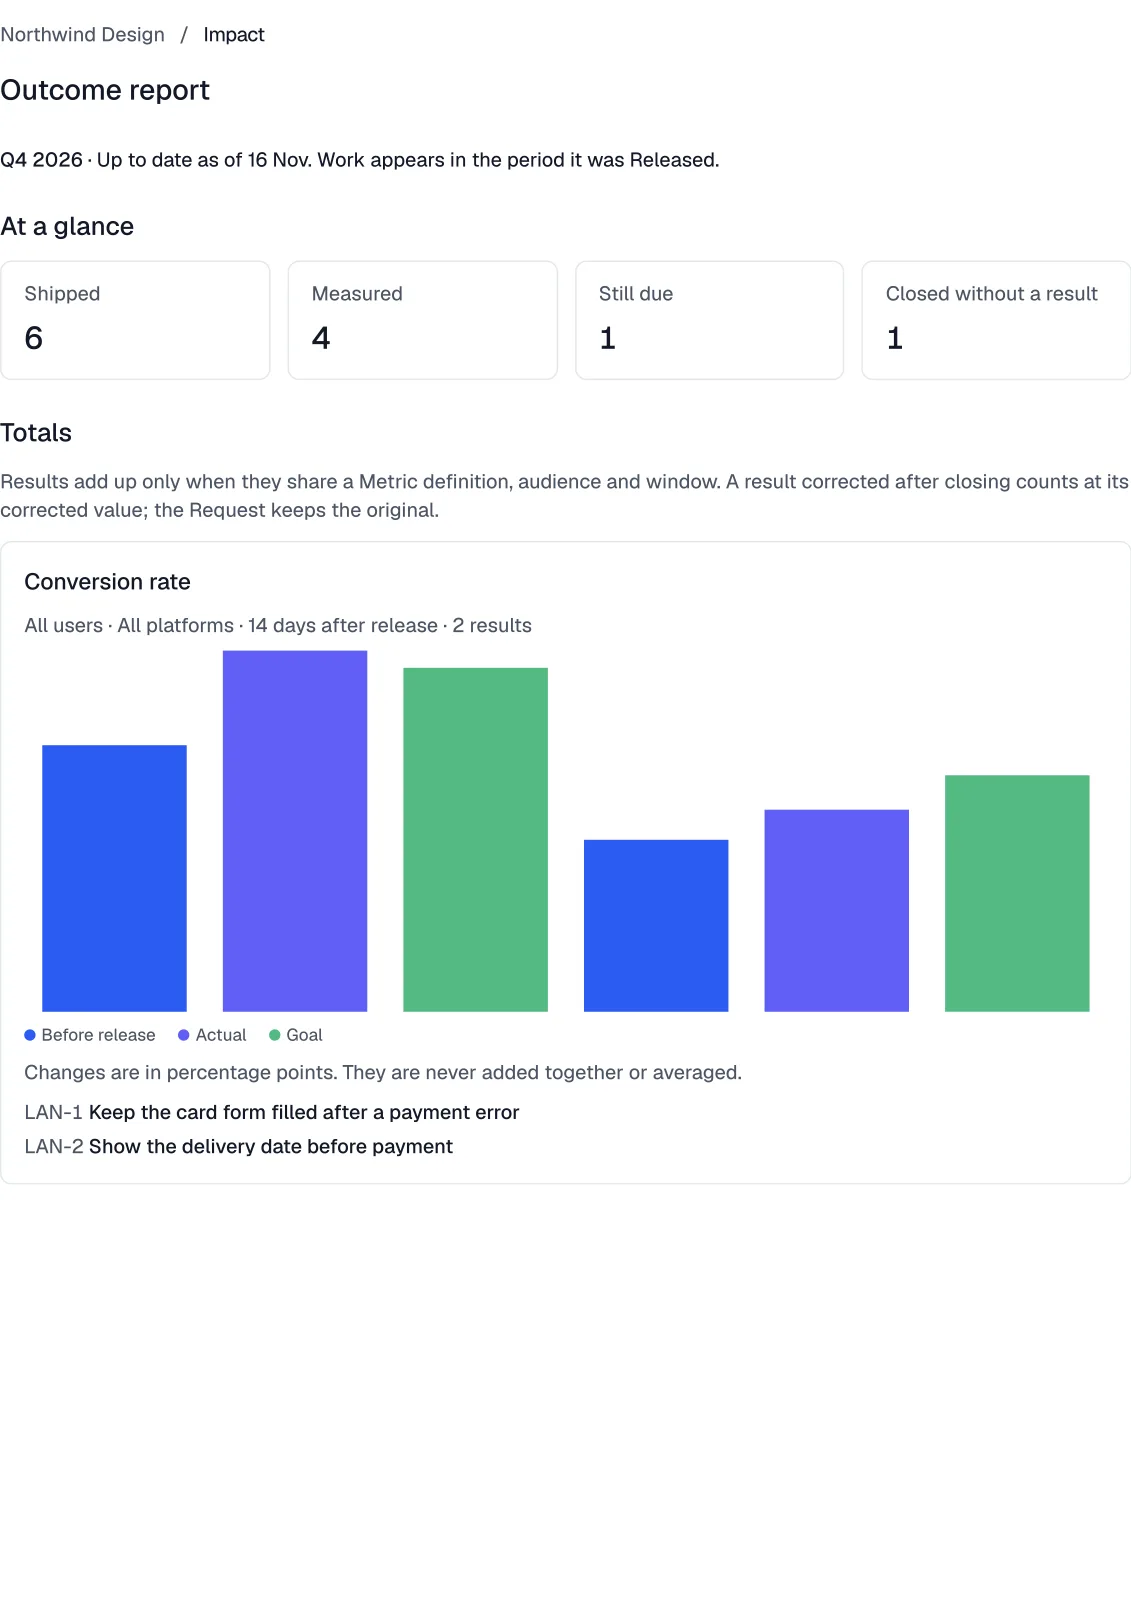 Northwind Design / Impact
Outcome report
Q4 2026 · Up to date as of 16 Nov. Work appears in the period it was Released.
At a glance
Shipped
6
Measured
4
Still due
1
Closed without a result
1
Totals
Results add up only when they share a Metric definition, audience and window. A result corrected after closing counts at its
corrected value; the Request keeps the original.
Conversion rate
All users · All platforms · 14 days after release · 2 results
Before release
Actual
Goal
Changes are in percentage points. They are never added together or averaged.
LAN-1 Keep the card form filled after a payment error
LAN-2 Show the delivery date before payment